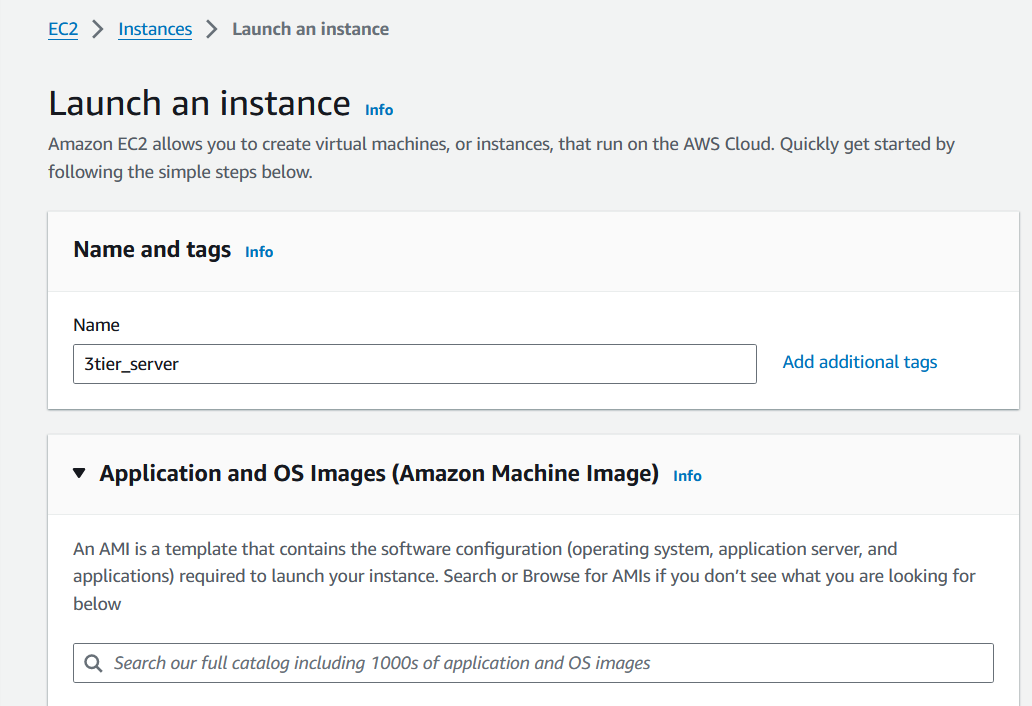 EC2 > Instances > Launch an instance
Launch an instance Info
Amazon EC2 allows you to create virtual machines, or instances, that run on the AWS Cloud. Quickly get started by
following the simple steps below.
Name and tags Info
Name
3tier_server
Add additional tags
Application and OS Images (Amazon Machine Image) Info
An AMI is a template that contains the software configuration (operating system, application server, and
applications) required to launch your instance. Search or Browse for AMIs if you don’t see what you are looking for
below
Search our full catalog including 1000s of application and OS images